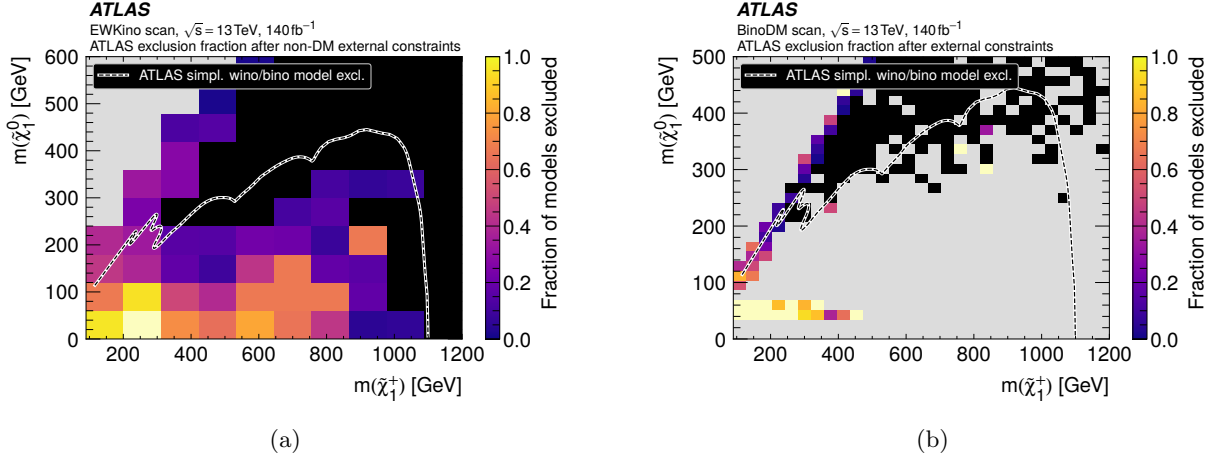 ATLAS
EWKino scan, √s = 13 TeV, 140 fb⁻¹
ATLAS exclusion fraction after non-DM external constraints
ATLAS simpl. wino/bino model excl.
m(χ̃₁⁰) [GeV]
600
500
400
300
200
100
0
200 400 600 800 1000 1200
m(χ̃₁⁺) [GeV]
1.0
0.8
0.6
0.4
0.2
0.0
Fraction of models excluded
(a)
ATLAS
BinoDM scan, √s = 13 TeV, 140 fb⁻¹
ATLAS exclusion fraction after external constraints
ATLAS simpl. wino/bino model excl.
m(χ̃₁⁰) [GeV]
500
400
300
200
100
0
200 400 600 800 1000 1200
m(χ̃₁⁺) [GeV]
1.0
0.8
0.6
0.4
0.2
0.0
Fraction of models excluded
(b)